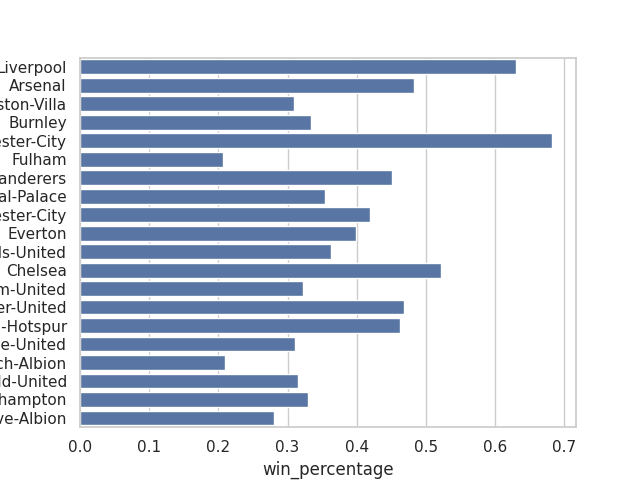 Liverpool
Arsenal
ston-Villa
Burnley
ester-City
Fulham
anderers
al-Palace
ester-City
Everton
ds-United
Chelsea
m-United
er-United
-Hotspur
e-United
ch-Albion
ld-United
hampton
ve-Albion
0.0 0.1 0.2 0.3 0.4 0.5 0.6 0.7
win_percentage